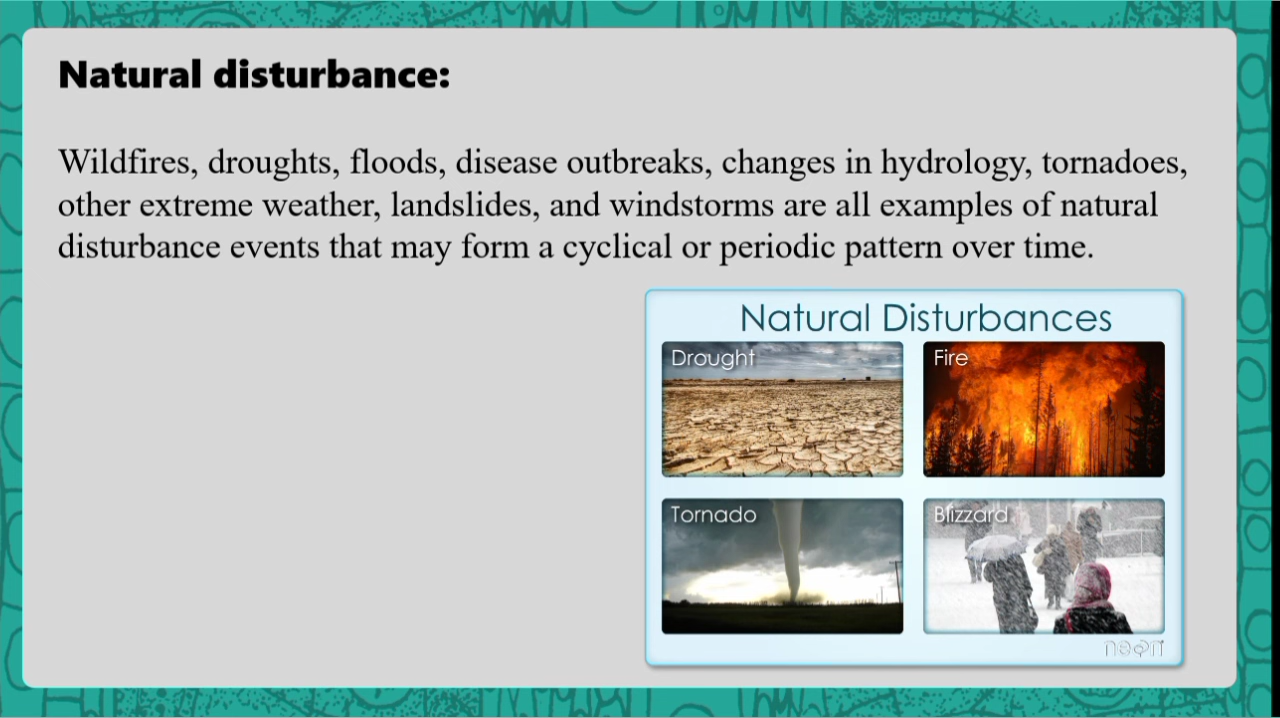 Natural disturbance:
Wildfires, droughts, floods, disease outbreaks, changes in hydrology, tornadoes,
other extreme weather, landslides, and windstorms are all examples of natural
disturbance events that may form a cyclical or periodic pattern over time.
Natural Disturbances
Drought
Fire
Tornado
Blizzard